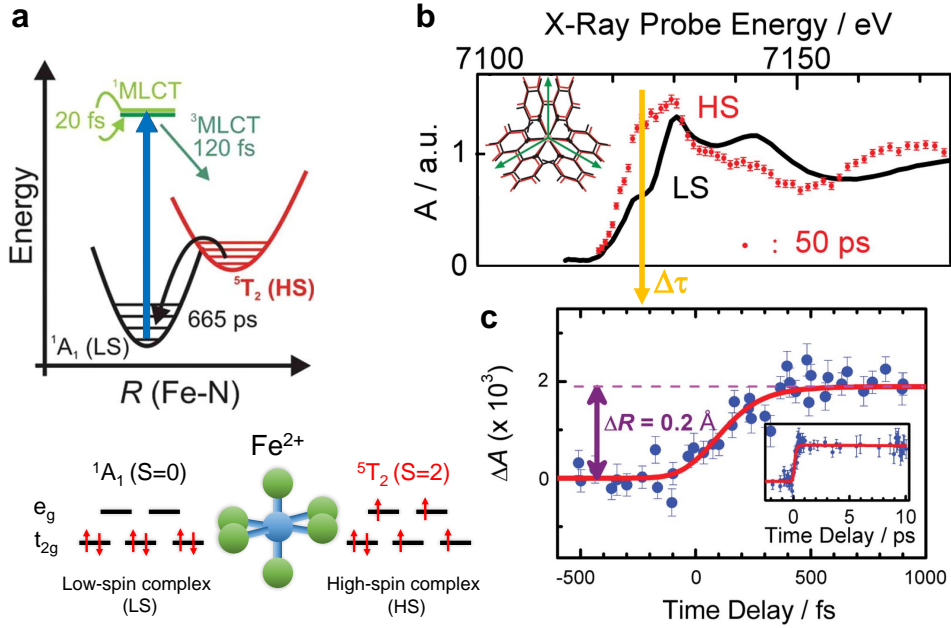 a
Energy
¹MLCT
20 fs
³MLCT
120 fs
⁵T₂ (HS)
665 ps
¹A₁ (LS)
R (Fe-N)
Fe²⁺
¹A₁ (S=0)
⁵T₂ (S=2)
e_g
t_2g
Low-spin complex
(LS)
High-spin complex
(HS)
b
X-Ray Probe Energy / eV
7100
7150
A / a.u.
1
0
HS
LS
• : 50 ps
Δτ
c
ΔA (x 10³)
2
0
ΔR = 0.2 Å
0 5 10
Time Delay / ps
-500 0 500 1000
Time Delay / fs